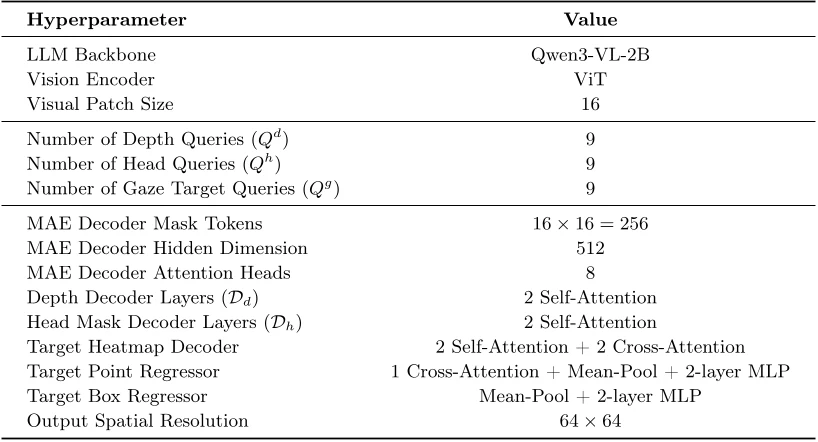 Hyperparameter Value
LLM Backbone Qwen3-VL-2B
Vision Encoder ViT
Visual Patch Size 16
Number of Depth Queries (Q^d) 9
Number of Head Queries (Q^h) 9
Number of Gaze Target Queries (Q^g) 9
MAE Decoder Mask Tokens 16 × 16 = 256
MAE Decoder Hidden Dimension 512
MAE Decoder Attention Heads 8
Depth Decoder Layers (𝒟_d) 2 Self-Attention
Head Mask Decoder Layers (𝒟_h) 2 Self-Attention
Target Heatmap Decoder 2 Self-Attention + 2 Cross-Attention
Target Point Regressor 1 Cross-Attention + Mean-Pool + 2-layer MLP
Target Box Regressor Mean-Pool + 2-layer MLP
Output Spatial Resolution 64 × 64